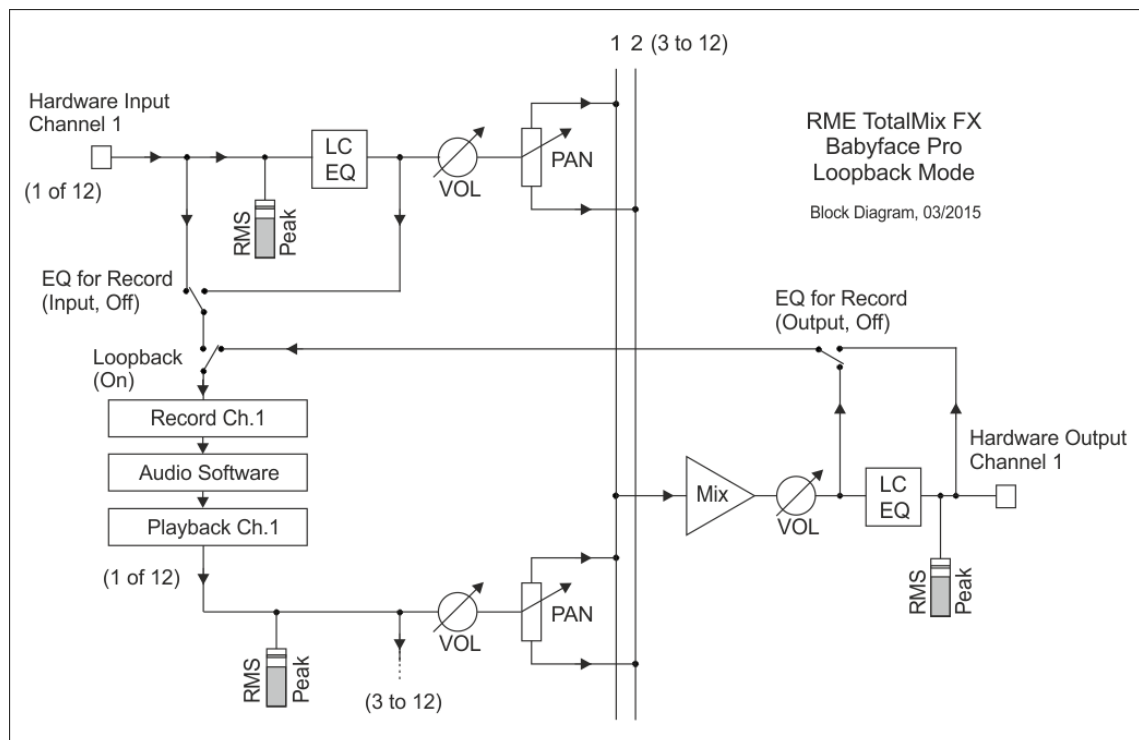 1 2 (3 to 12)
Hardware Input
Channel 1
(1 of 12)
LC
EQ
VOL
PAN
RMS
Peak
RME TotalMix FX
Babyface Pro
Loopback Mode
Block Diagram, 03/2015
EQ for Record
(Input, Off)
EQ for Record
(Output, Off)
Loopback
(On)
Record Ch.1
Audio Software
Playback Ch.1
(1 of 12)
Hardware Output
Channel 1
Mix
VOL
LC
EQ
RMS
Peak
VOL
PAN
RMS
Peak
(3 to 12)